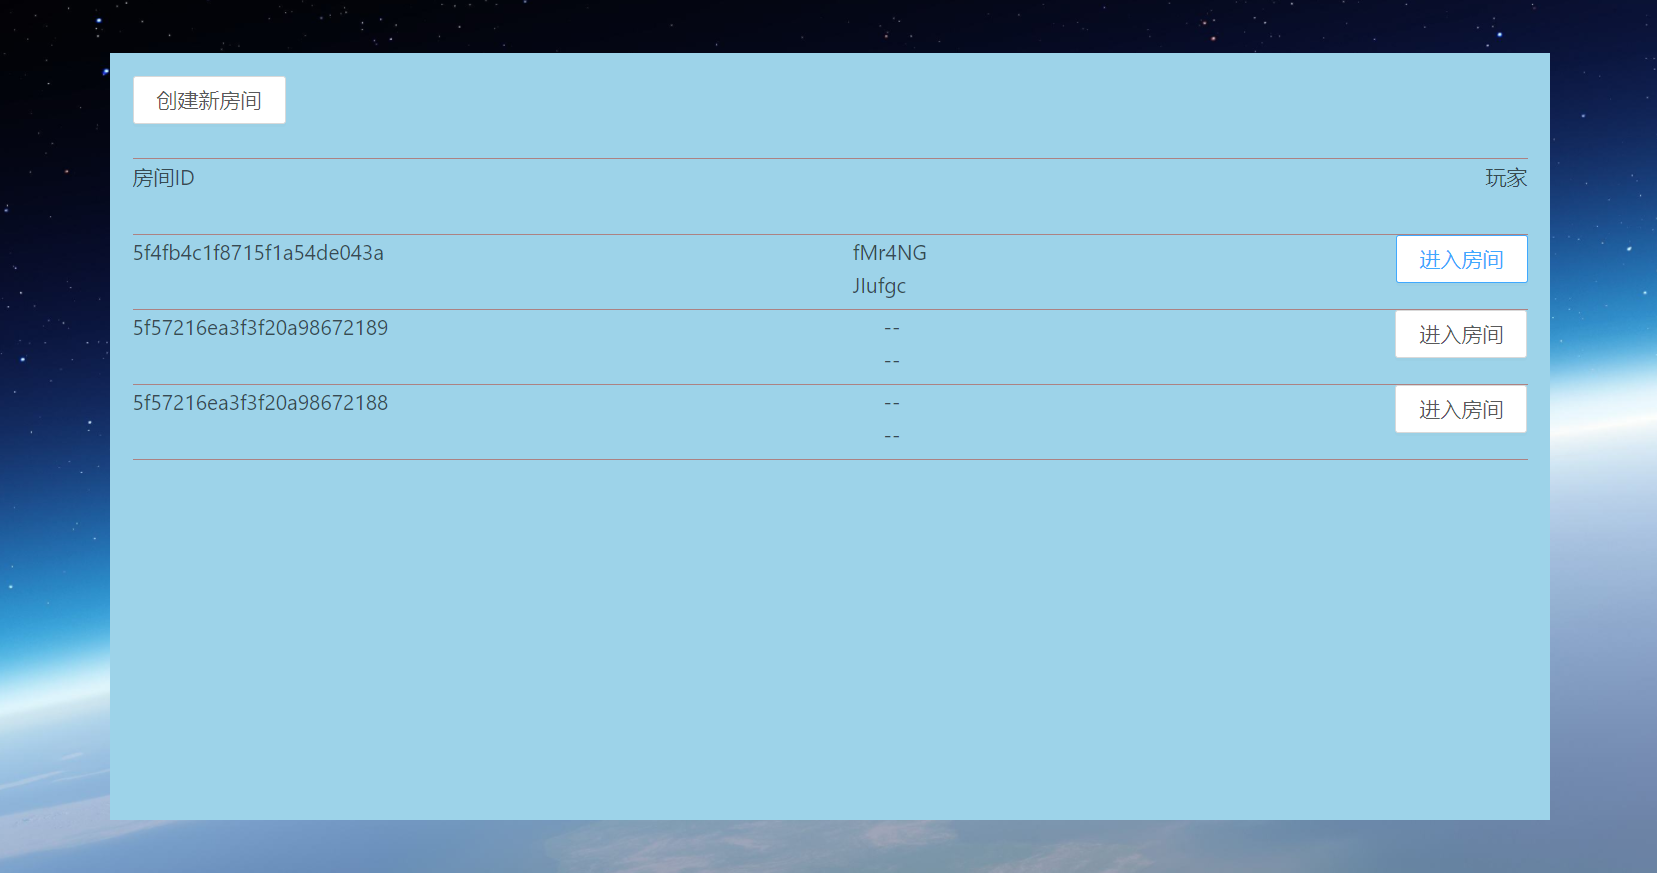 创建新房间
房间ID 玩家
5f4fb4c1f8715f1a54de043a fMr4NG 进入房间
Jlufgc
5f57216ea3f3f20a98672189 -- 进入房间
--
5f57216ea3f3f20a98672188 -- 进入房间
--